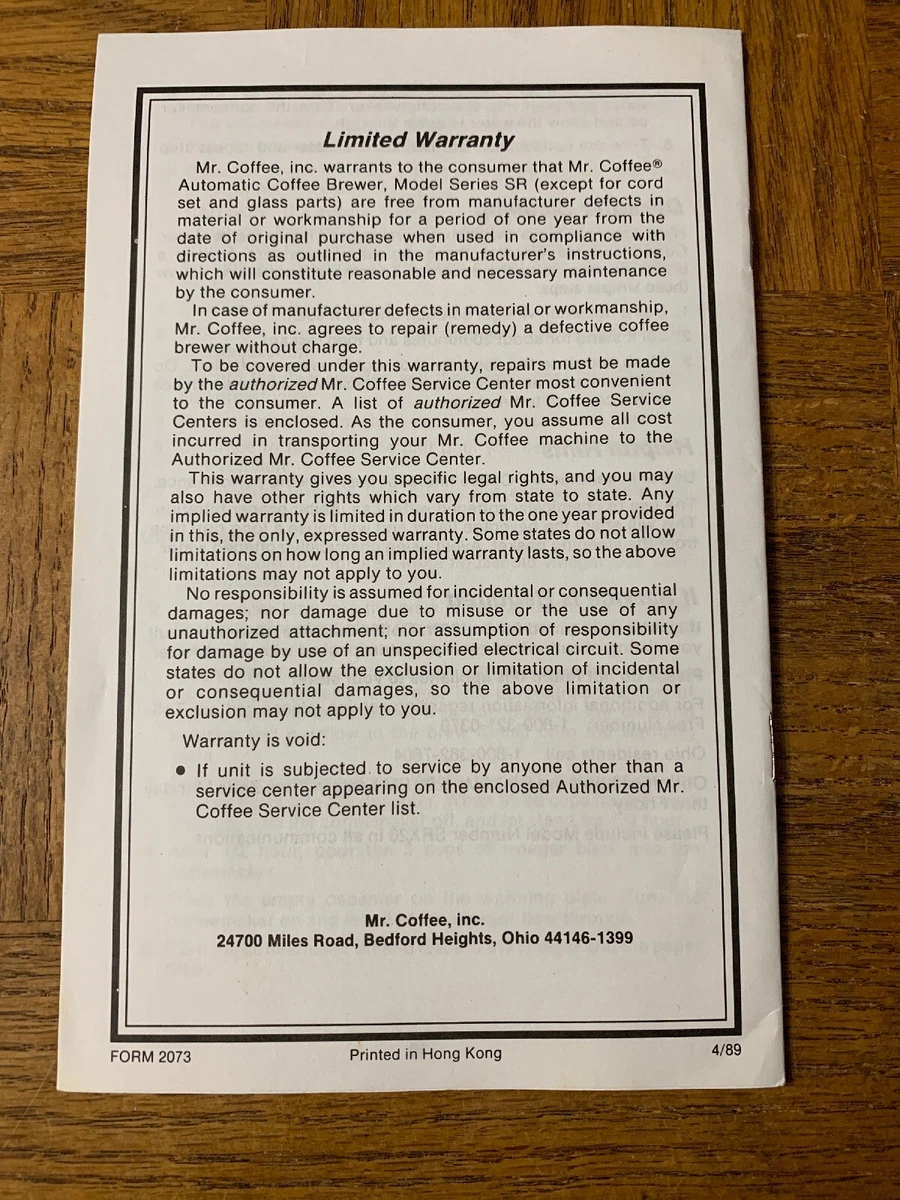 Limited Warranty
Mr. Coffee, inc. warrants to the consumer that Mr. Coffee®
Automatic Coffee Brewer, Model Series SR (except for cord
set and glass parts) are free from manufacturer defects in
material or workmanship for a period of one year from the
date of original purchase when used in compliance with
directions as outlined in the manufacturer's instructions,
which will constitute reasonable and necessary maintenance
by the consumer.
In case of manufacturer defects in material or workmanship,
Mr. Coffee, inc. agrees to repair (remedy) a defective coffee
brewer without charge.
To be covered under this warranty, repairs must be made
by the authorized Mr. Coffee Service Center most convenient
to the consumer. A list of authorized Mr. Coffee Service
Centers is enclosed. As the consumer, you assume all cost
incurred in transporting your Mr. Coffee machine to the
Authorized Mr. Coffee Service Center.
This warranty gives you specific legal rights, and you may
also have other rights which vary from state to state. Any
implied warranty is limited in duration to the one year provided
in this, the only, expressed warranty. Some states do not allow
limitations on how long an implied warranty lasts, so the above
limitations may not apply to you.
No responsibility is assumed for incidental or consequential
damages; nor damage due to misuse or the use of any
unauthorized attachment; nor assumption of responsibility
for damage by use of an unspecified electrical circuit. Some
states do not allow the exclusion or limitation of incidental
or consequential damages, so the above limitation or
exclusion may not apply to you.
Warranty is void:
● If unit is subjected to service by anyone other than a
service center appearing on the enclosed Authorized Mr.
Coffee Service Center list.
Mr. Coffee, inc.
24700 Miles Road, Bedford Heights, Ohio 44146-1399
FORM 2073 Printed in Hong Kong 4/89